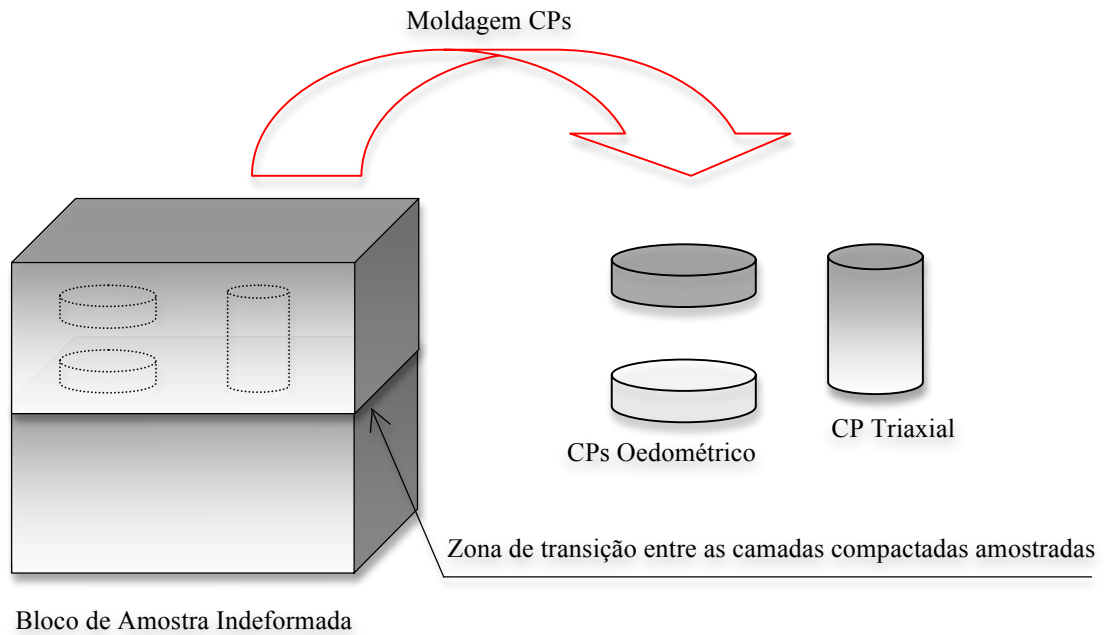 Moldagem CPs
CPs Oedométrico
CP Triaxial
Zona de transição entre as camadas compactadas amostradas
Bloco de Amostra Indeformada